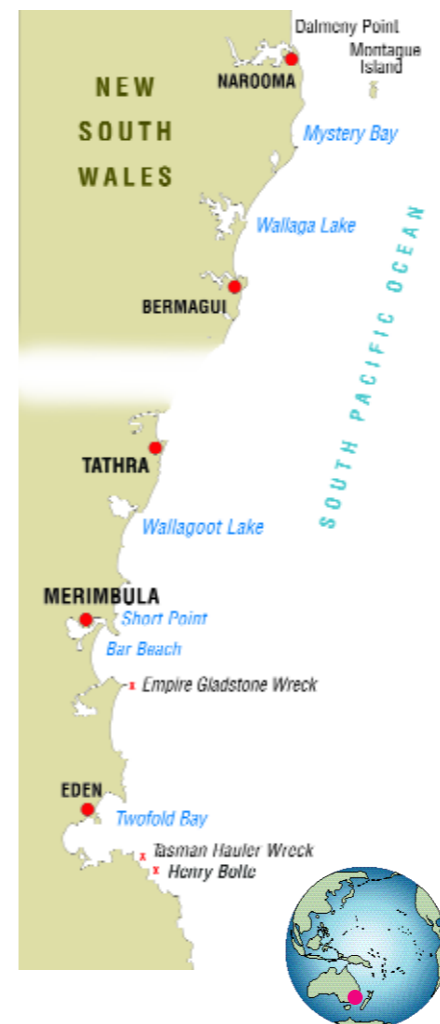 Dalmeny Point
Montague
Island
NAROOMA
NEW
SOUTH
WALES
Mystery Bay
Wallaga Lake
SOUTH PACIFIC OCEAN
BERMAGUI
TATHRA
Wallagoot Lake
MERIMBULA
Short Point
Bar Beach
x Empire Gladstone Wreck
EDEN
Twofold Bay
x Tasman Hauler Wreck
x Henry Bolte